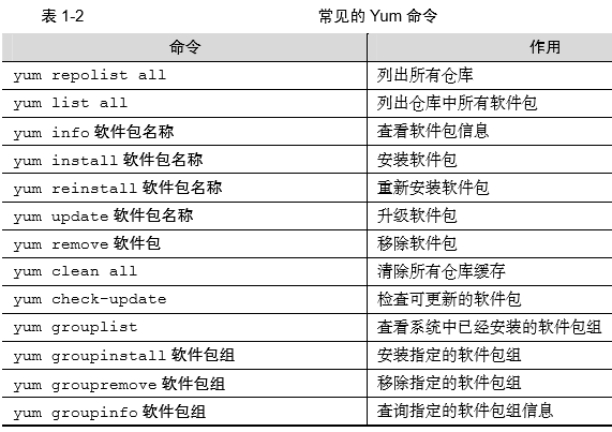 表 1-2 常见的 Yum 命令
命令 作用
yum repolist all 列出所有仓库
yum list all 列出仓库中所有软件包
yum info 软件包名称 查看软件包信息
yum install 软件包名称 安装软件包
yum reinstall 软件包名称 重新安装软件包
yum update 软件包名称 升级软件包
yum remove 软件包 移除软件包
yum clean all 清除所有仓库缓存
yum check-update 检查可更新的软件包
yum grouplist 查看系统中已经安装的软件包组
yum groupinstall 软件包组 安装指定的软件包组
yum groupremove 软件包组 移除指定的软件包组
yum groupinfo 软件包组 查询指定的软件包组信息